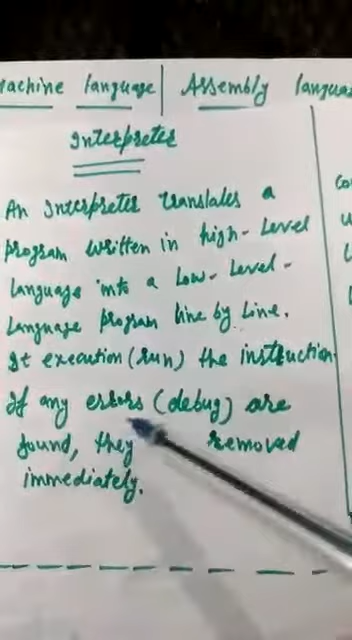 Machine language | Assembly langua
Interpreter
An Interpreter translates a
program written in high-Level
language into a Low-Level-
Language program line by Line.
It execution (run) the instruction.
If any errors (debug) are
found, they removed
immediately.